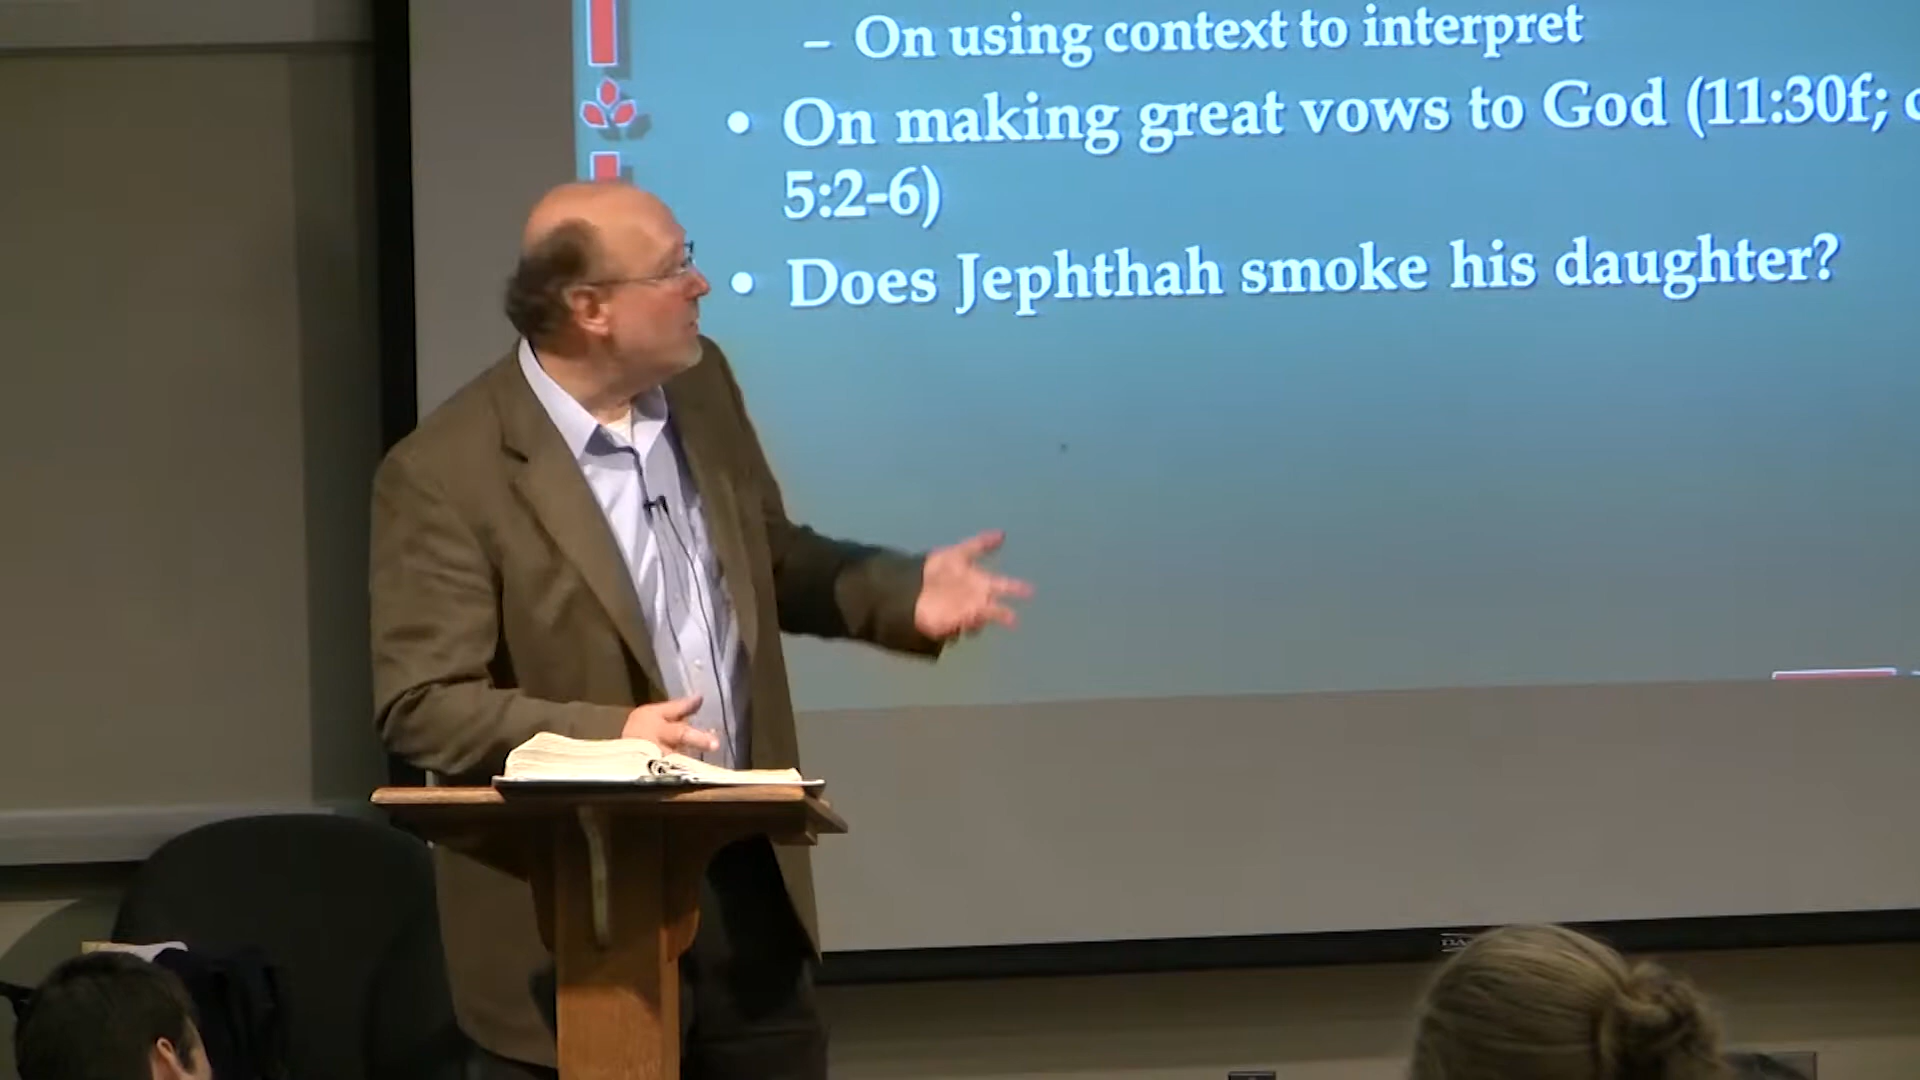 – On using context to interpret
• On making great vows to God (11:30f;
5:2-6)
• Does Jephthah smoke his daughter?